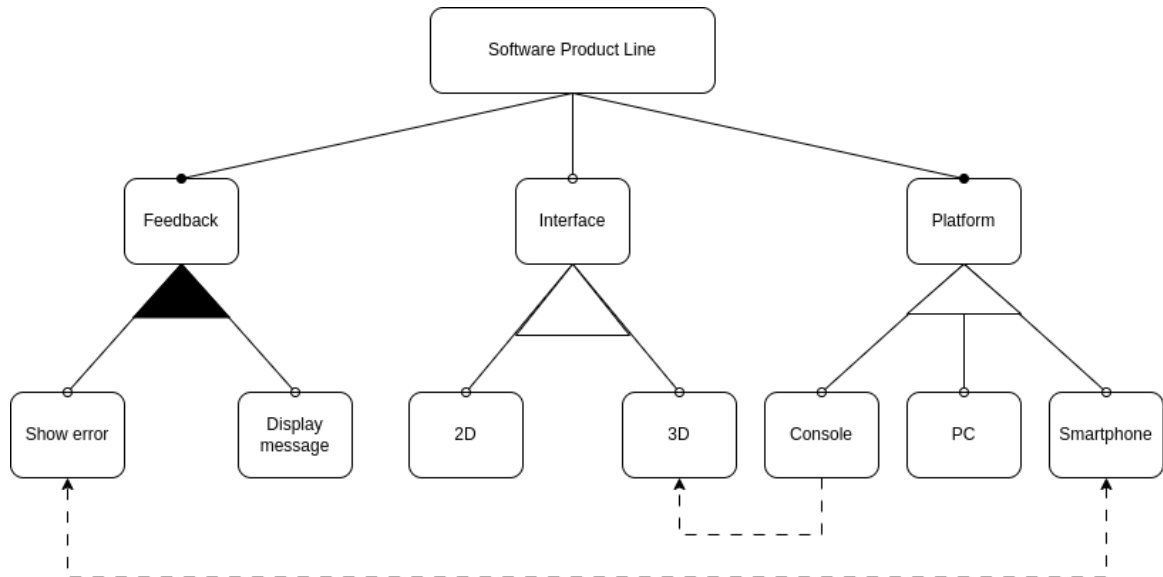 Software Product Line
Feedback
Interface
Platform
Show error
Display
message
2D
3D
Console
PC
Smartphone